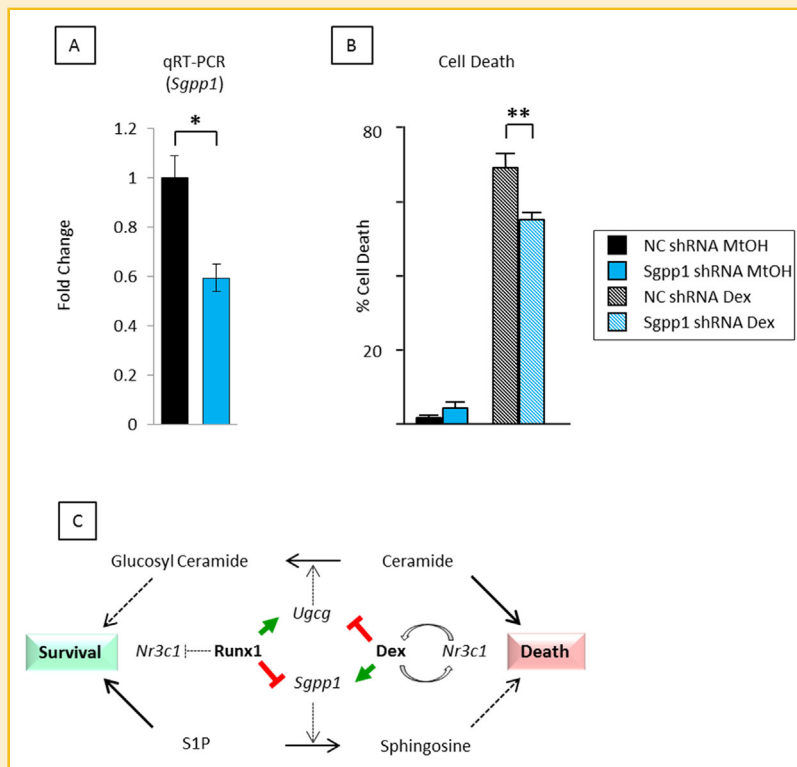 A
qRT-PCR
(Sgpp1)
*
1.2
1
0.8
0.6
0.4
0.2
0
Fold Change
B
Cell Death
**
80
20
% Cell Death
NC shRNA MtOH
Sgpp1 shRNA MtOH
NC shRNA Dex
Sgpp1 shRNA Dex
C
Glucosyl Ceramide
Ceramide
Ugcg
Survival
Nr3c1
Runx1
Dex
Nr3c1
Death
Sgpp1
S1P
Sphingosine